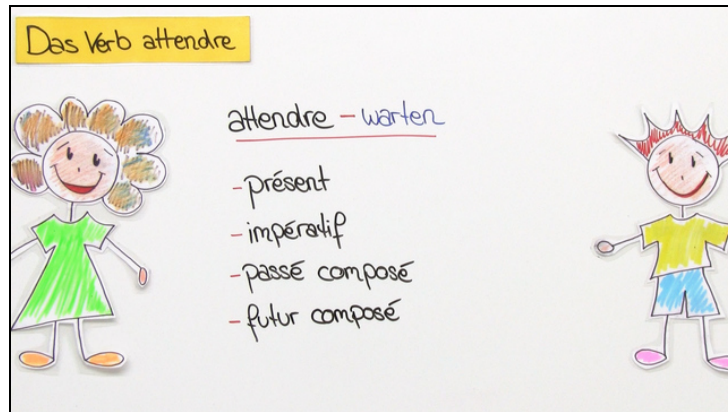 Das Verb attendre
attendre - warten
- présent
- impératif
- passé composé
- futur composé